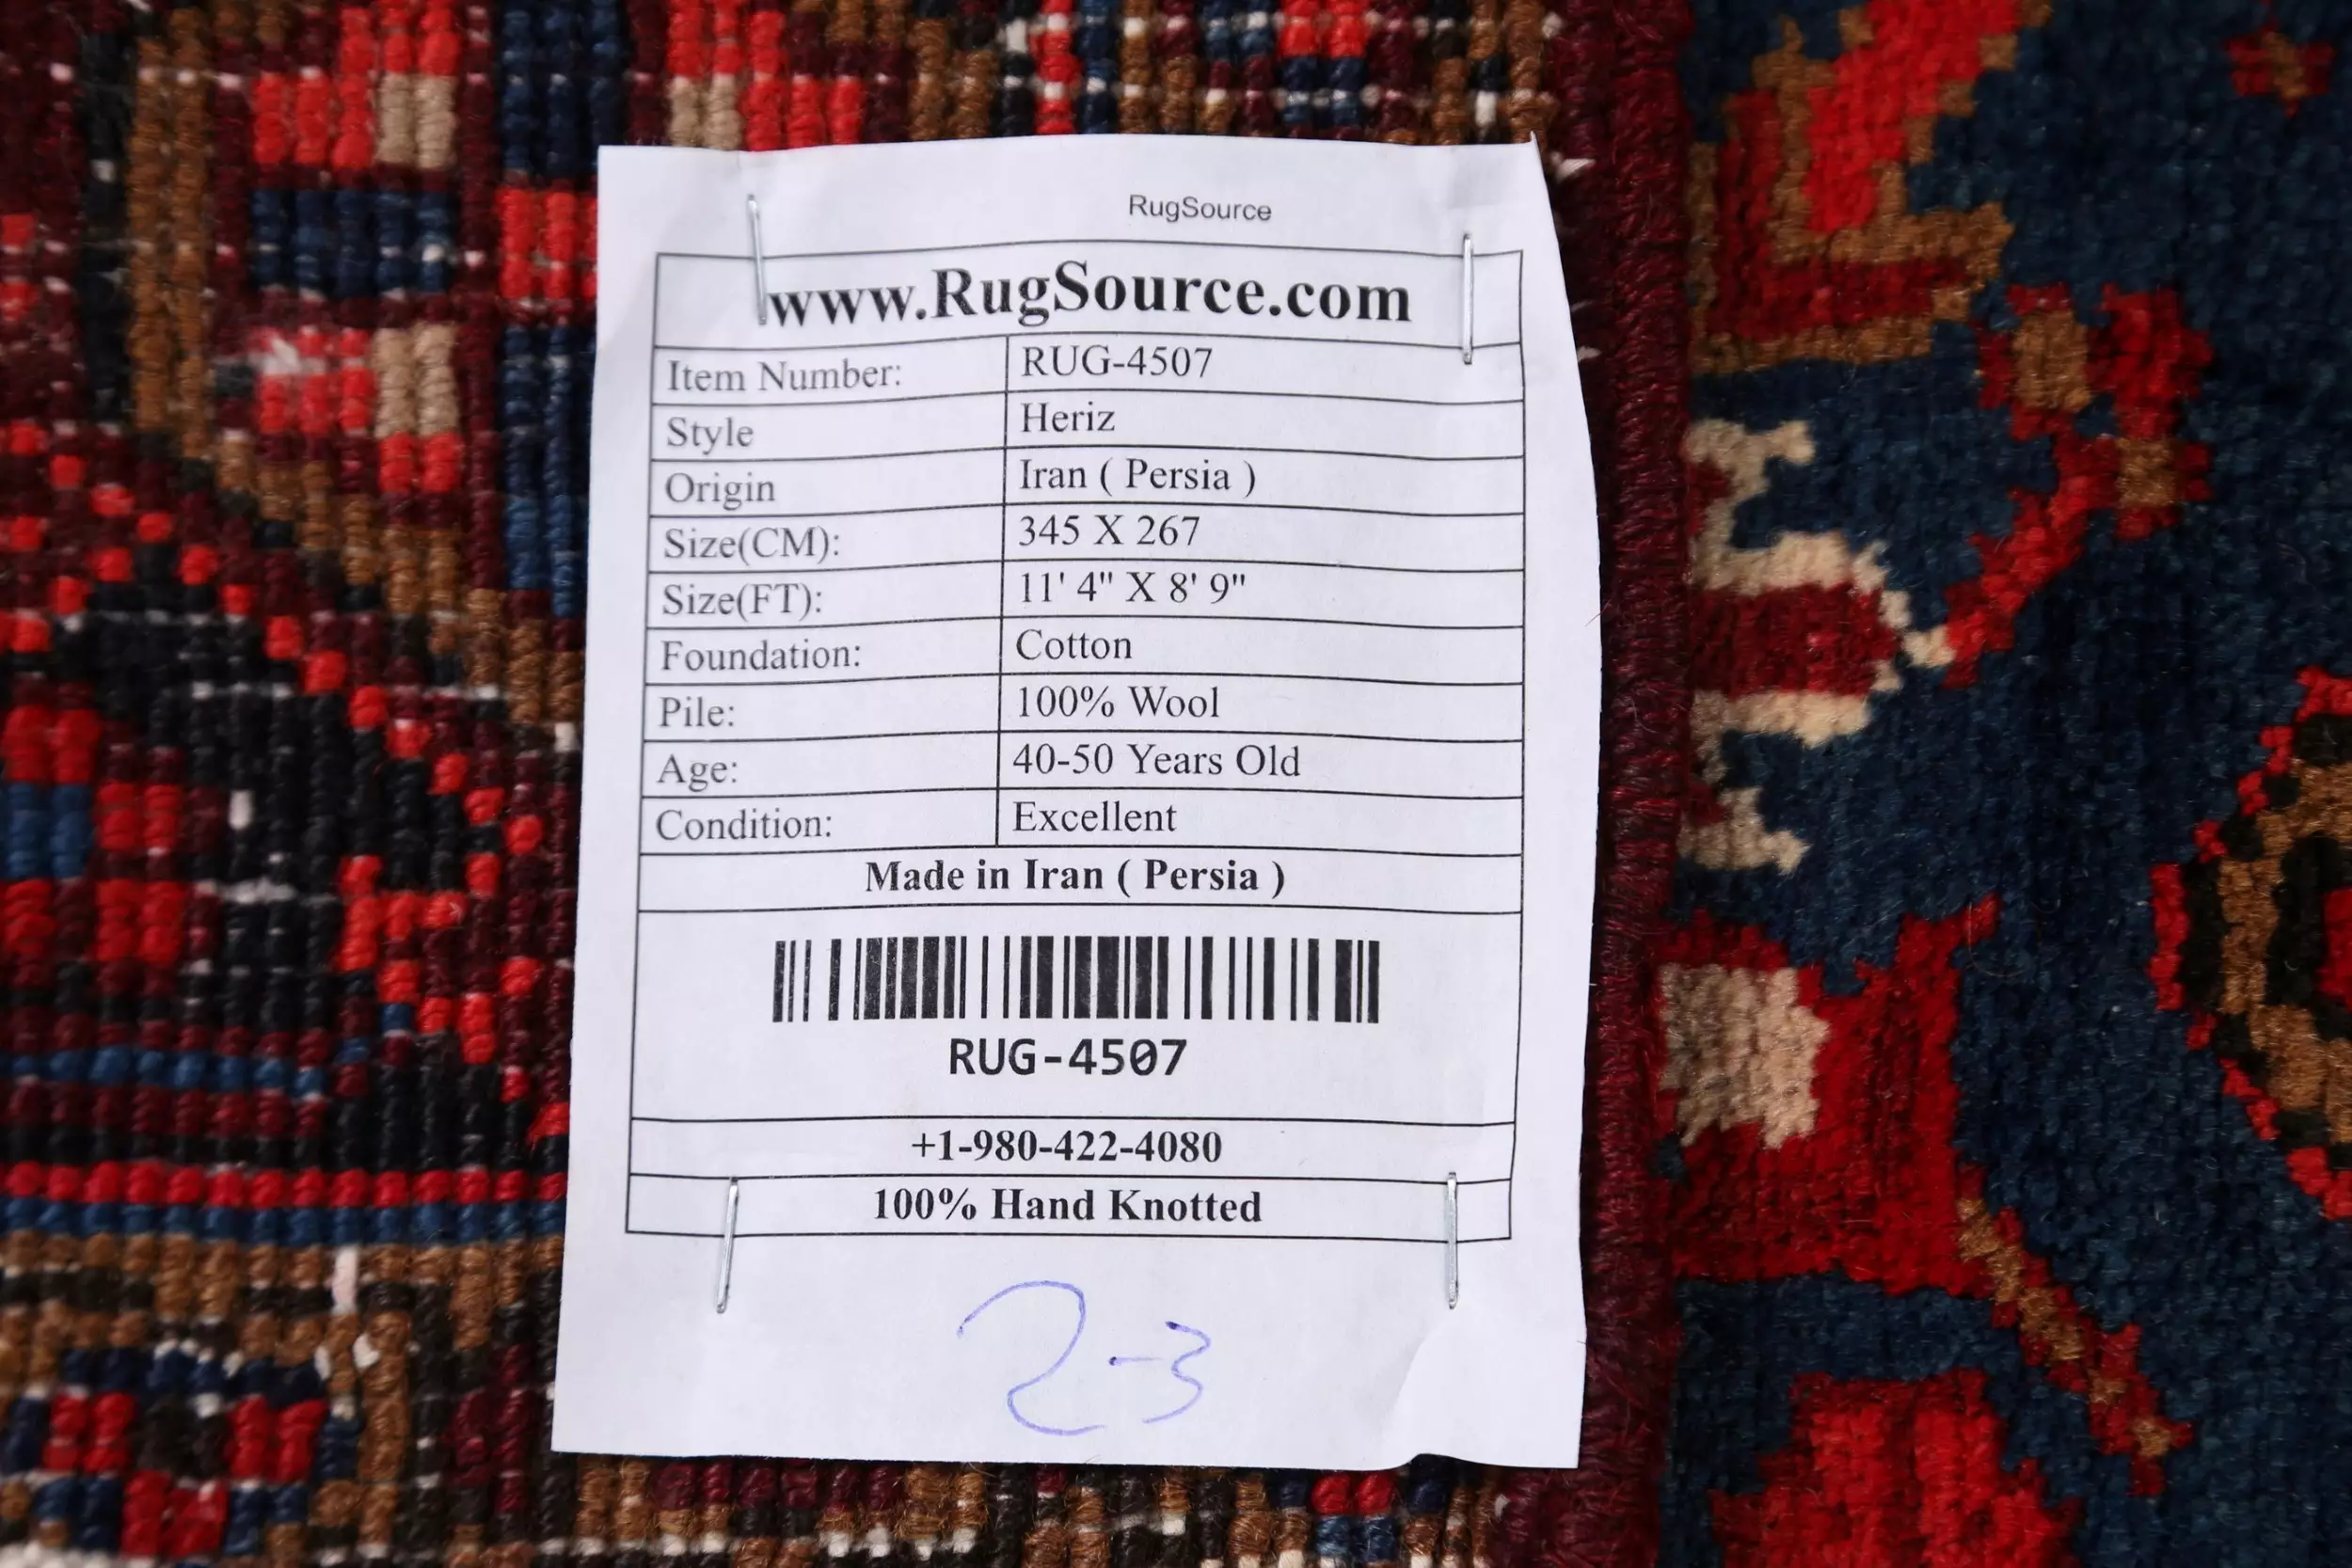 RugSource
www.RugSource.com
Item Number: RUG-4507
Style Heriz
Origin Iran ( Persia )
Size(CM): 345 X 267
Size(FT): 11' 4" X 8' 9"
Foundation: Cotton
Pile: 100% Wool
Age: 40-50 Years Old
Condition: Excellent
Made in Iran ( Persia )
RUG-4507
+1-980-422-4080
100% Hand Knotted
2-3